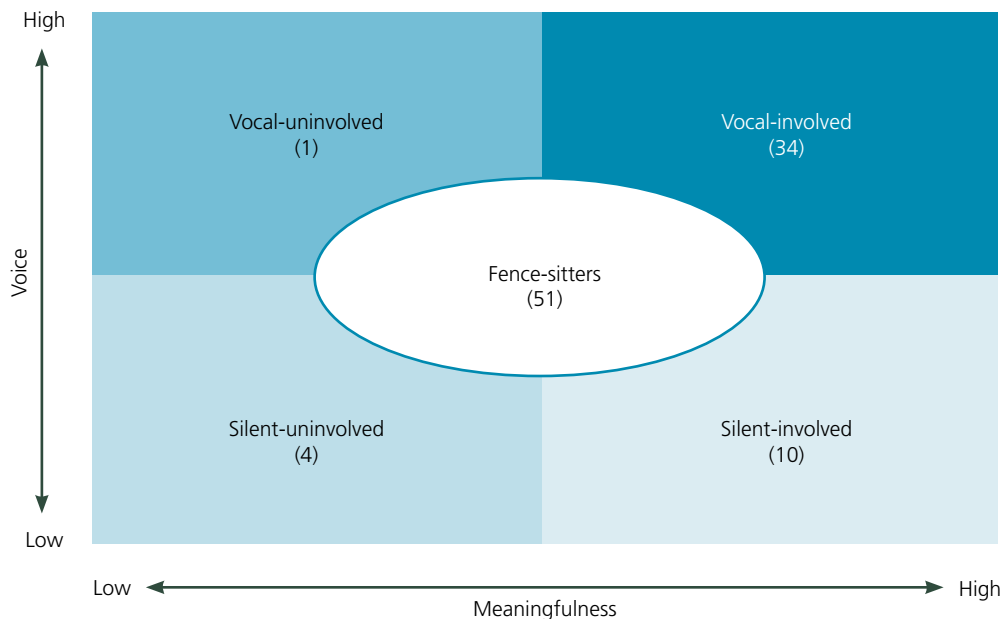 High
Vocal-uninvolved
(1)
Vocal-involved
(34)
Voice
Fence-sitters
(51)
Silent-uninvolved
(4)
Silent-involved
(10)
Low
Low
High
Meaningfulness